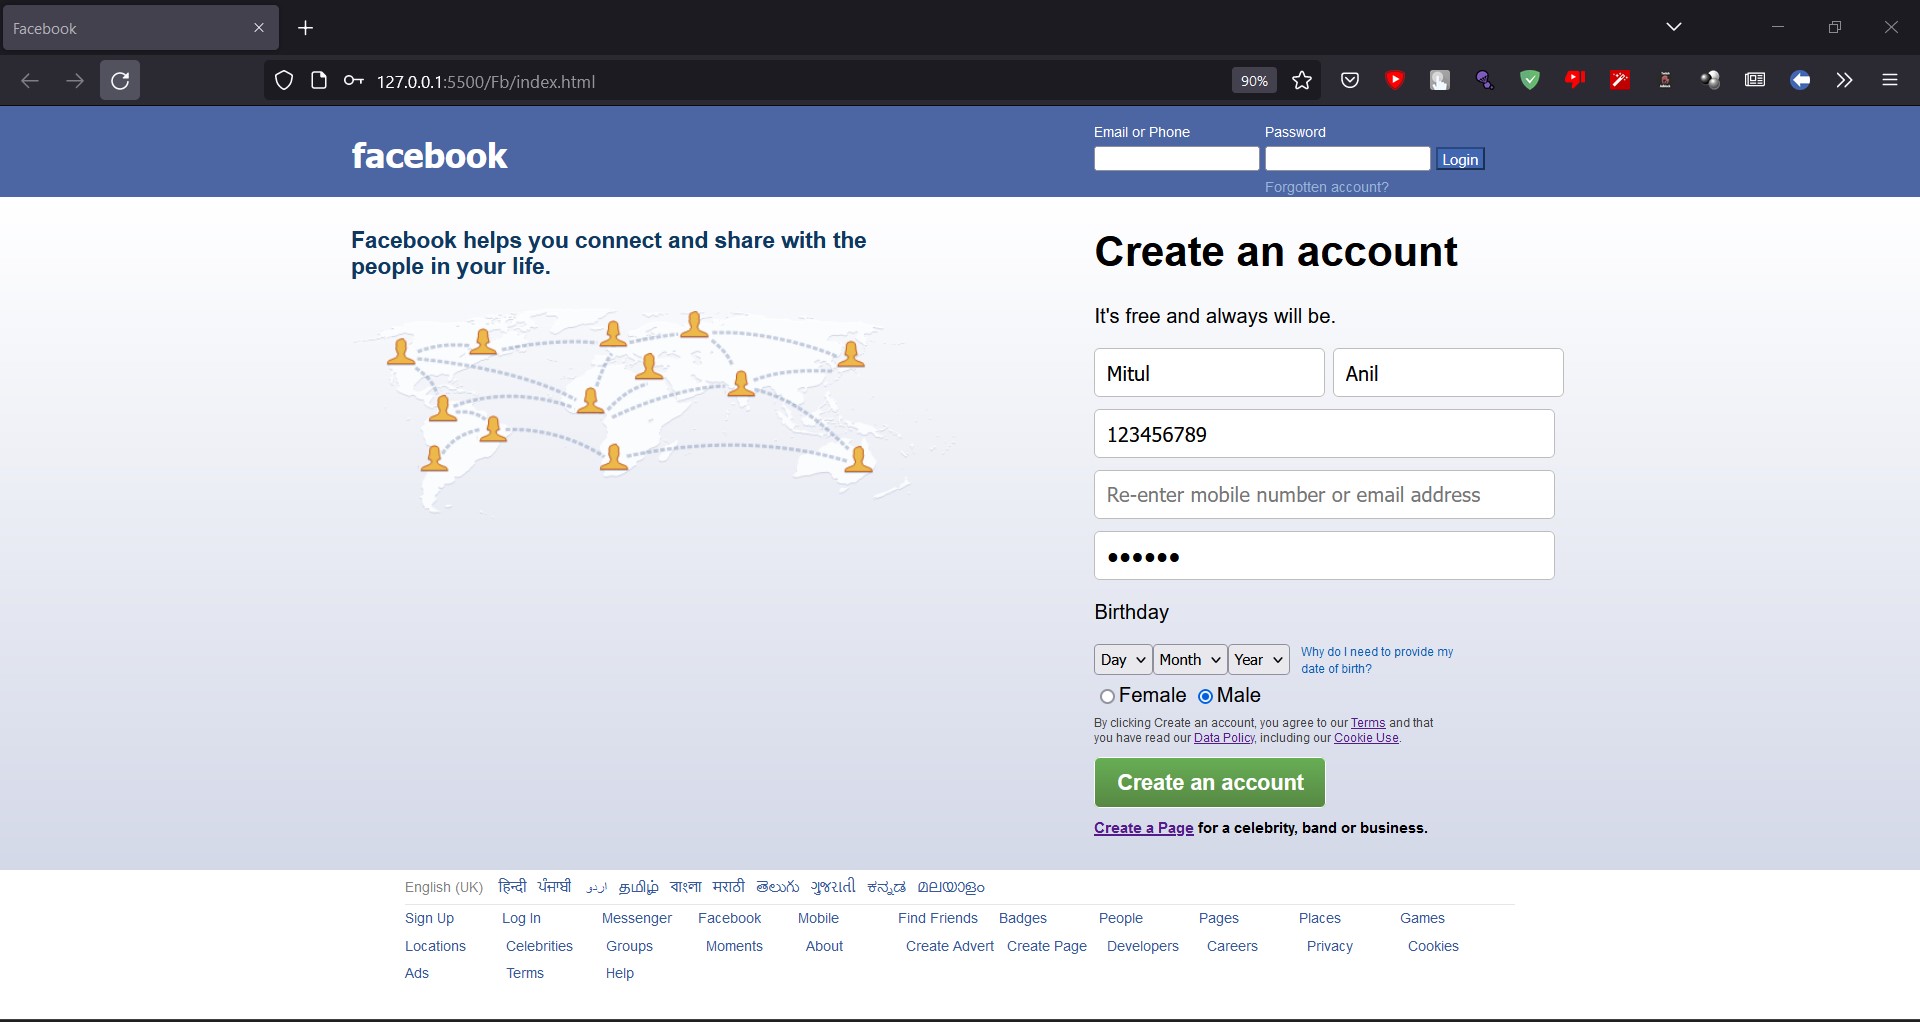 Facebook
127.0.0.1:5500/Fb/index.html
90%
facebook
Email or Phone
Password
Login
Forgotten account?
Facebook helps you connect and share with the
people in your life.
Create an account
It's free and always will be.
Mitul
Anil
123456789
Re-enter mobile number or email address
Birthday
Day
Month
Year
Why do I need to provide my
date of birth?
Female
Male
By clicking Create an account, you agree to our Terms and that
you have read our Data Policy, including our Cookie Use.
Create an account
Create a Page for a celebrity, band or business.
English (UK) हिन्दी ਪੰਜਾਬੀ اردو தமிழ் বাংলা मराठी తెలుగు ગુજરાતી ಕನ್ನಡ മലയാളം
Sign Up Log In Messenger Facebook Mobile Find Friends Badges People Pages Places Games
Locations Celebrities Groups Moments About Create Advert Create Page Developers Careers Privacy Cookies
Ads Terms Help